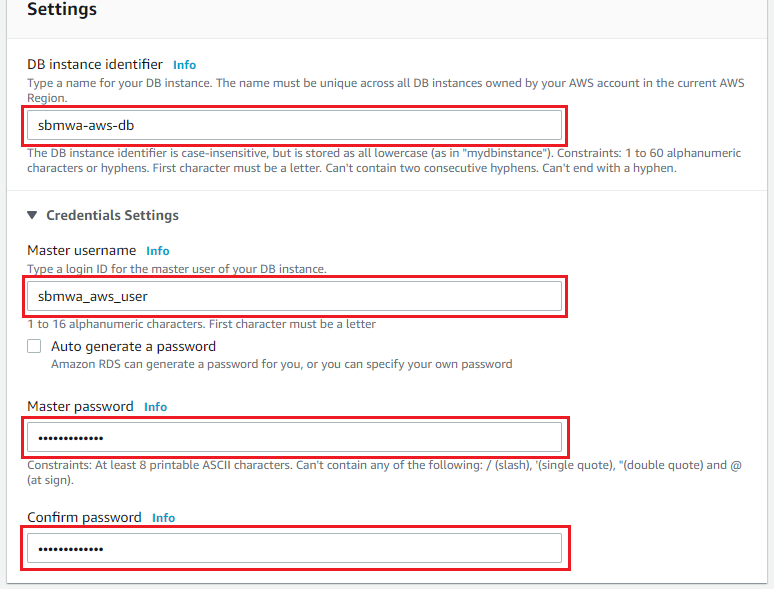 Settings
DB instance identifier Info
Type a name for your DB instance. The name must be unique across all DB instances owned by your AWS account in the current AWS
Region.
sbmwa-aws-db
The DB instance identifier is case-insensitive, but is stored as all lowercase (as in "mydbinstance"). Constraints: 1 to 60 alphanumeric
characters or hyphens. First character must be a letter. Can't contain two consecutive hyphens. Can't end with a hyphen.
▼ Credentials Settings
Master username Info
Type a login ID for the master user of your DB instance.
sbmwa_aws_user
1 to 16 alphanumeric characters. First character must be a letter
Auto generate a password
Amazon RDS can generate a password for you, or you can specify your own password
Master password Info
•••••••••••••
Constraints: At least 8 printable ASCII characters. Can't contain any of the following: / (slash), '(single quote), "(double quote) and @
(at sign).
Confirm password Info
•••••••••••••